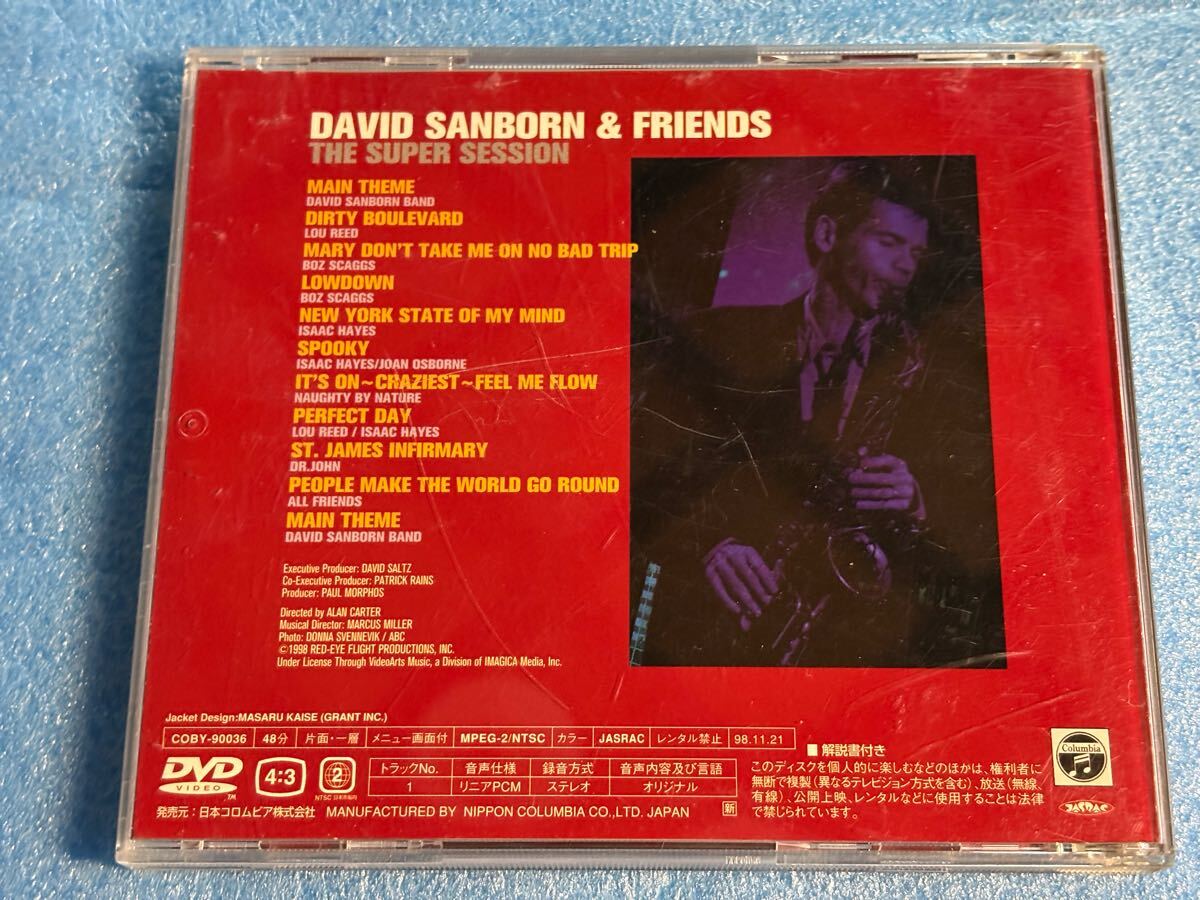 DAVID SANBORN & FRIENDS
THE SUPER SESSION
MAIN THEME
DAVID SANBORN BAND
DIRTY BOULEVARD
LOU REED
MARY DON'T TAKE ME ON NO BAD TRIP
BOZ SCAGGS
LOWDOWN
BOZ SCAGGS
NEW YORK STATE OF MY MIND
ISAAC HAYES
SPOOKY
ISAAC HAYES/JOAN OSBORNE
IT'S ON~CRAZIEST~FEEL ME FLOW
NAUGHTY BY NATURE
PERFECT DAY
LOU REED / ISAAC HAYES
ST. JAMES INFIRMARY
DR.JOHN
PEOPLE MAKE THE WORLD GO ROUND
ALL FRIENDS
MAIN THEME
DAVID SANBORN BAND
Executive Producer: DAVID SALTZ
Co-Executive Producer: PATRICK RAINS
Producer: PAUL MORPHOS
Directed by ALAN CARTER
Musical Director: MARCUS MILLER
Photo: DONNA SVENNEVIK / ABC
©1998 RED-EYE FLIGHT PRODUCTIONS, INC.
Under License Through VideoArts Music, a Division of IMAGICA Media, Inc.
Jacket Design:MASARU KAISE (GRANT INC.)
COBY-90036 48分 片面・一層 メニュー画面付 MPEG-2/NTSC カラー JASRAC レンタル禁止 98.11.21
DVD VIDEO TM
4:3
2
NTSC 日本市場向
トラックNo. 音声仕様 録音方式 音声内容及び言語
1 リニアPCM ステレオ オリジナル
発売元：日本コロムビア株式会社 MANUFACTURED BY NIPPON COLUMBIA CO.,LTD. JAPAN 新
■ 解説書付き
このディスクを個人的に楽しむなどのほかは、権利者に
無断で複製(異なるテレビジョン方式を含む)、放送(無線、
有線)、公開上映、レンタルなどに使用することは法律
で禁じられています。
Columbia
JASRAC